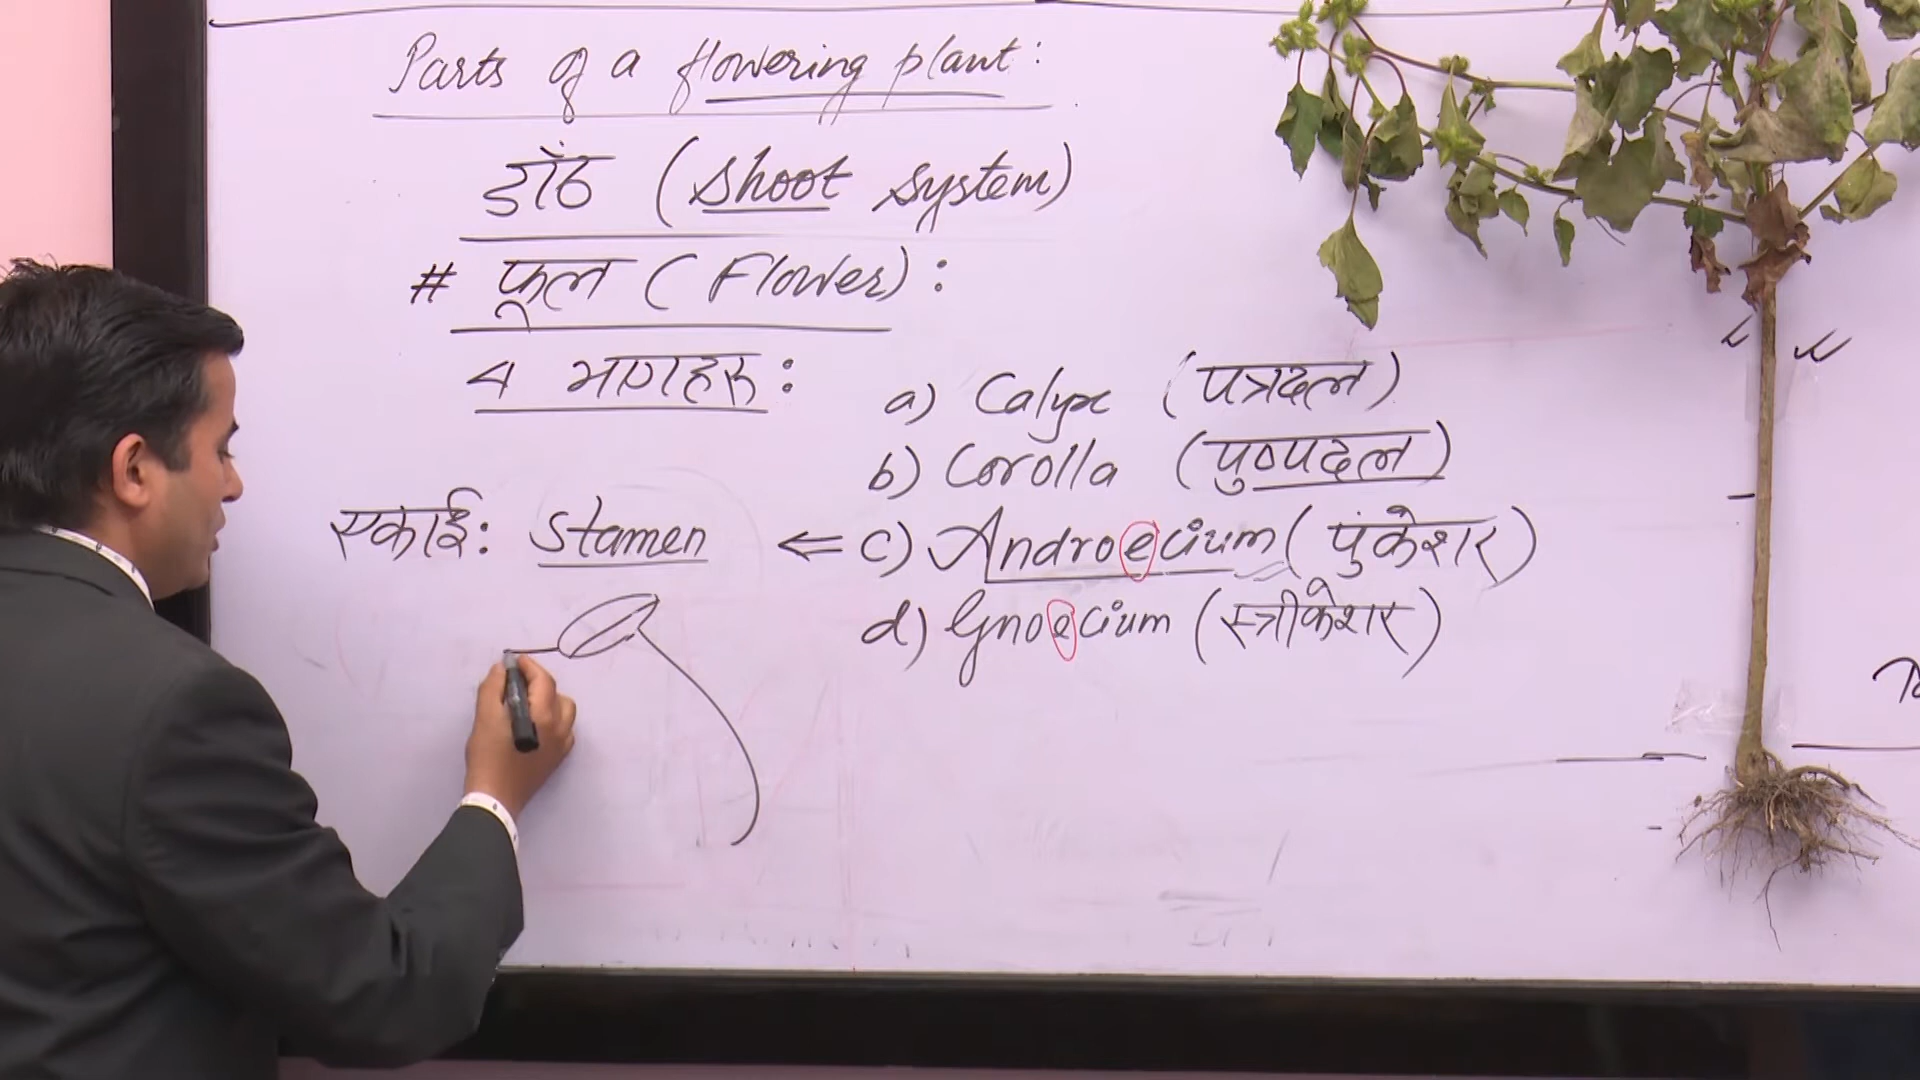 Parts of a flowering plant:
डाँठ (Shoot system)
# फूल (Flower):
4 भागहरु:
a) Calyx (पत्रदल)
b) Corolla (पुष्पदल)
एकाई: Stamen ⇐ c) Androecium (पुंकेशर)
d) Gnoecium (स्त्रीकेशर)